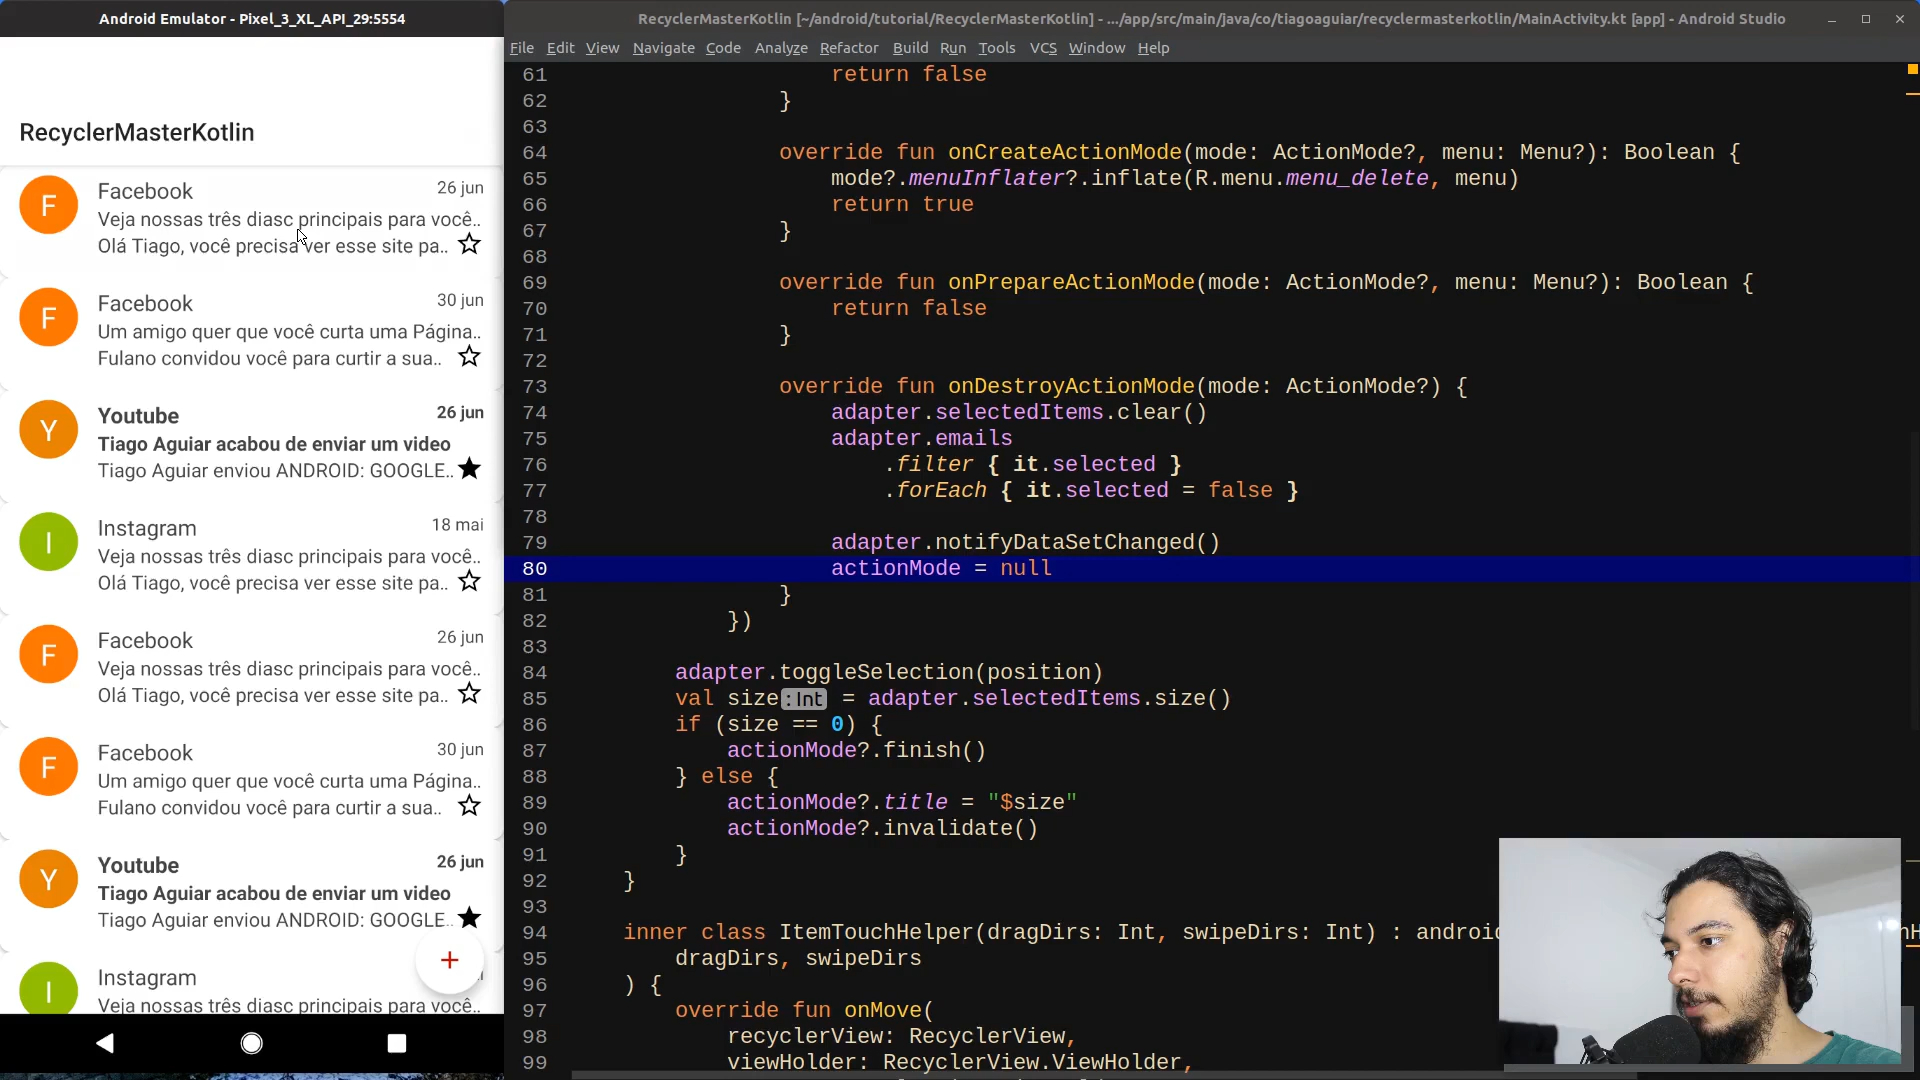 Android Emulator - Pixel_3_XL_API_29:5554
RecyclerMasterKotlin [~/android/tutorial/RecyclerMasterKotlin] - .../app/src/main/java/co/tiagoaguiar/recyclermasterkotlin/MainActivity.kt [app] - Android Studio
File Edit View Navigate Code Analyze Refactor Build Run Tools VCS Window Help
RecyclerMasterKotlin
F
Facebook
26 jun
Veja nossas três diasc principais para você..
Olá Tiago, você precisa ver esse site pa..
F
Facebook
30 jun
Um amigo quer que você curta uma Página..
Fulano convidou você para curtir a sua..
Y
Youtube
26 jun
Tiago Aguiar acabou de enviar um video
Tiago Aguiar enviou ANDROID: GOOGLE..
I
Instagram
18 mai
Veja nossas três diasc principais para você..
Olá Tiago, você precisa ver esse site pa..
F
Facebook
26 jun
Veja nossas três diasc principais para você..
Olá Tiago, você precisa ver esse site pa..
F
Facebook
30 jun
Um amigo quer que você curta uma Página..
Fulano convidou você para curtir a sua..
Y
Youtube
26 jun
Tiago Aguiar acabou de enviar um video
Tiago Aguiar enviou ANDROID: GOOGLE..
I
Instagram
Veja nossas três diasc principais para você..
+
61 return false
62 }
63
64 override fun onCreateActionMode(mode: ActionMode?, menu: Menu?): Boolean {
65 mode?.menuInflater?.inflate(R.menu.menu_delete, menu)
66 return true
67 }
68
69 override fun onPrepareActionMode(mode: ActionMode?, menu: Menu?): Boolean {
70 return false
71 }
72
73 override fun onDestroyActionMode(mode: ActionMode?) {
74 adapter.selectedItems.clear()
75 adapter.emails
76 .filter { it.selected }
77 .forEach { it.selected = false }
78
79 adapter.notifyDataSetChanged()
80 actionMode = null
81 }
82 })
83
84 adapter.toggleSelection(position)
85 val size:Int = adapter.selectedItems.size()
86 if (size == 0) {
87 actionMode?.finish()
88 } else {
89 actionMode?.title = "$size"
90 actionMode?.invalidate()
91 }
92 }
93
94 inner class ItemTouchHelper(dragDirs: Int, swipeDirs: Int) : android
95 dragDirs, swipeDirs
96 ) {
97 override fun onMove(
98 recyclerView: RecyclerView,
99 viewHolder: RecyclerView.ViewHolder,